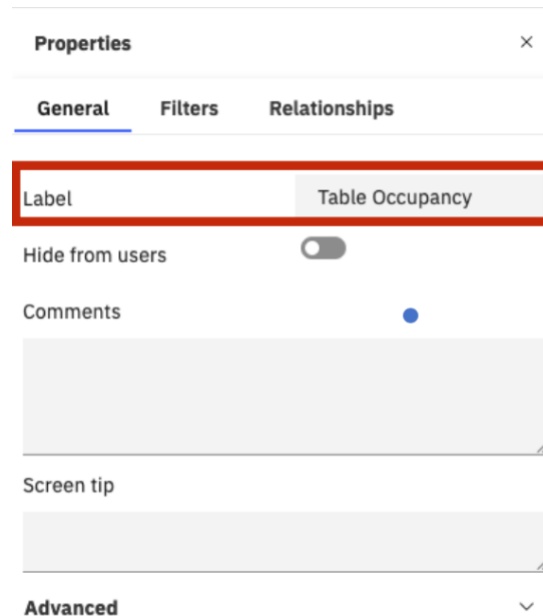 Properties
General Filters Relationships
Label Table Occupancy
Hide from users
Comments
Screen tip
Advanced